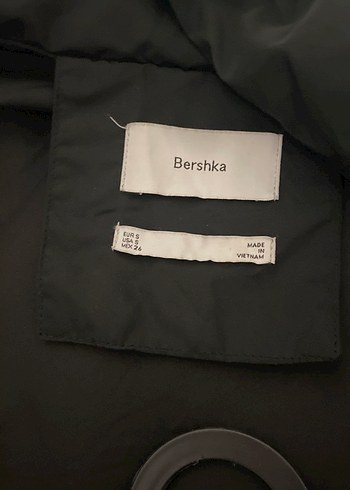 Bershka
EUR S
USA S
MEX 26
MADE
IN
VIETNAM